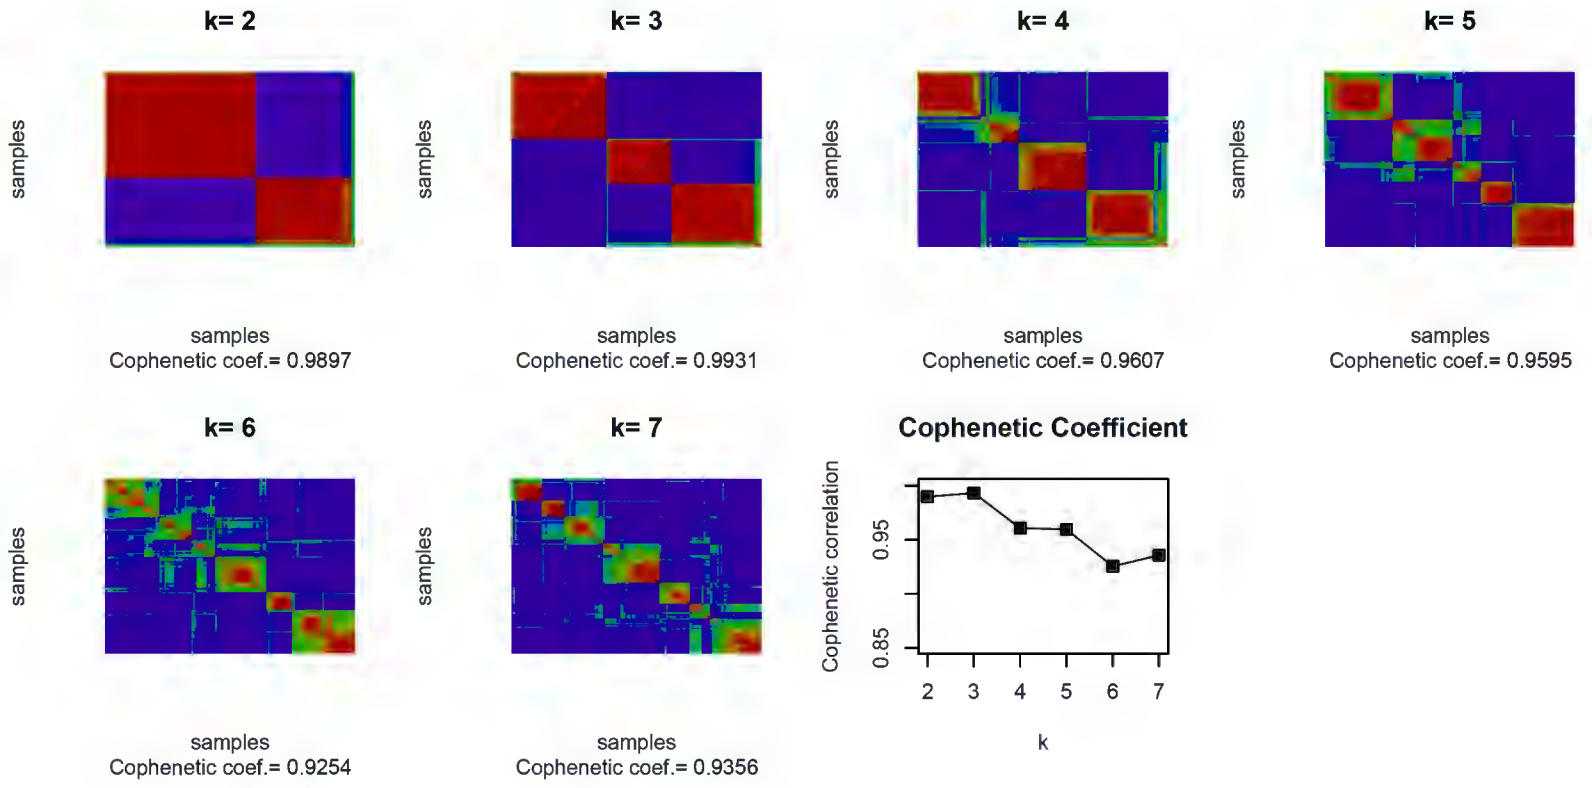 k= 2
k= 3
k= 4
k= 5
samples
samples
samples
samples
samples
Cophenetic coef.= 0.9897
samples
Cophenetic coef.= 0.9931
samples
Cophenetic coef.= 0.9607
samples
Cophenetic coef.= 0.9595
k= 6
k= 7
Cophenetic Coefficient
samples
samples
Cophenetic correlation
0.95
0.85
2 3 4 5 6 7
k
samples
Cophenetic coef.= 0.9254
samples
Cophenetic coef.= 0.9356